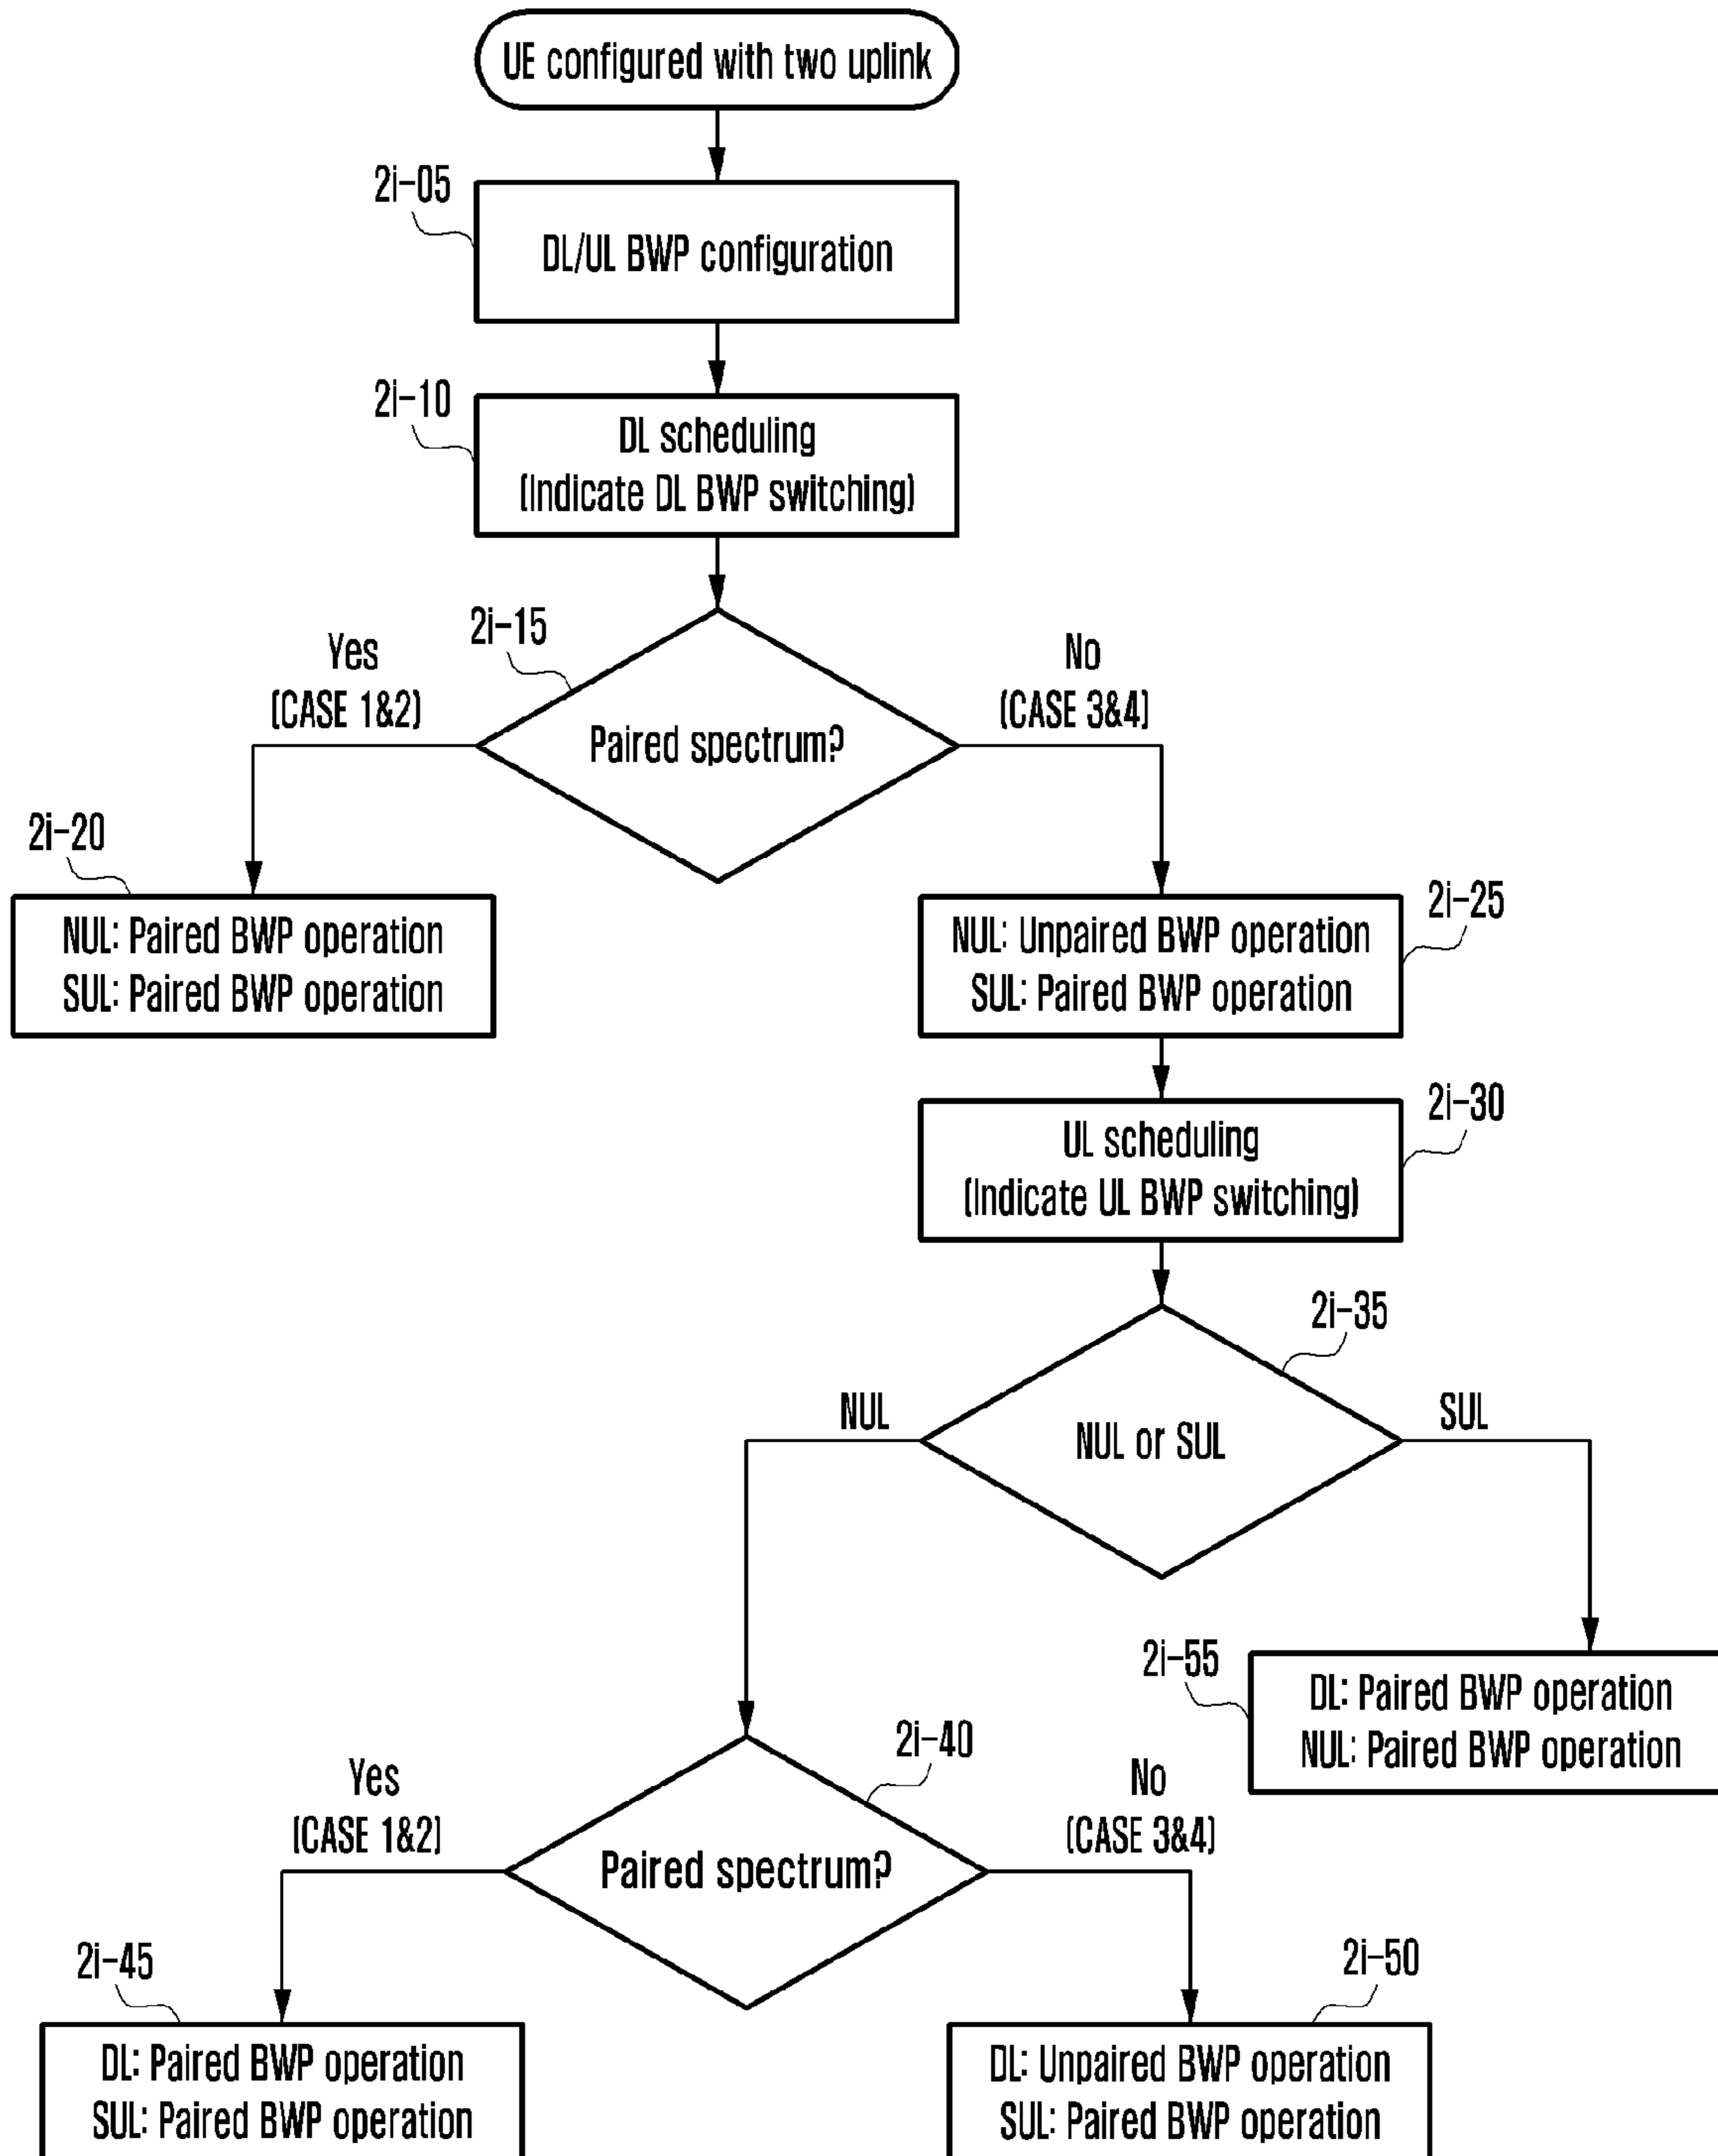 UE configured with two uplink
2i-05
DL/UL BWP configuration
2i-10
DL scheduling
(Indicate DL BWP switching)
2i-15
Yes
(CASE 1&2)
No
(CASE 3&4)
Paired spectrum?
2i-20
NUL: Paired BWP operation
SUL: Paired BWP operation
2i-25
NUL: Unpaired BWP operation
SUL: Paired BWP operation
2i-30
UL scheduling
(Indicate UL BWP switching)
2i-35
NUL
SUL
NUL or SUL
2i-55
DL: Paired BWP operation
NUL: Paired BWP operation
2i-40
Yes
(CASE 1&2)
No
(CASE 3&4)
Paired spectrum?
2i-45
DL: Paired BWP operation
SUL: Paired BWP operation
2i-50
DL: Unpaired BWP operation
SUL: Paired BWP operation